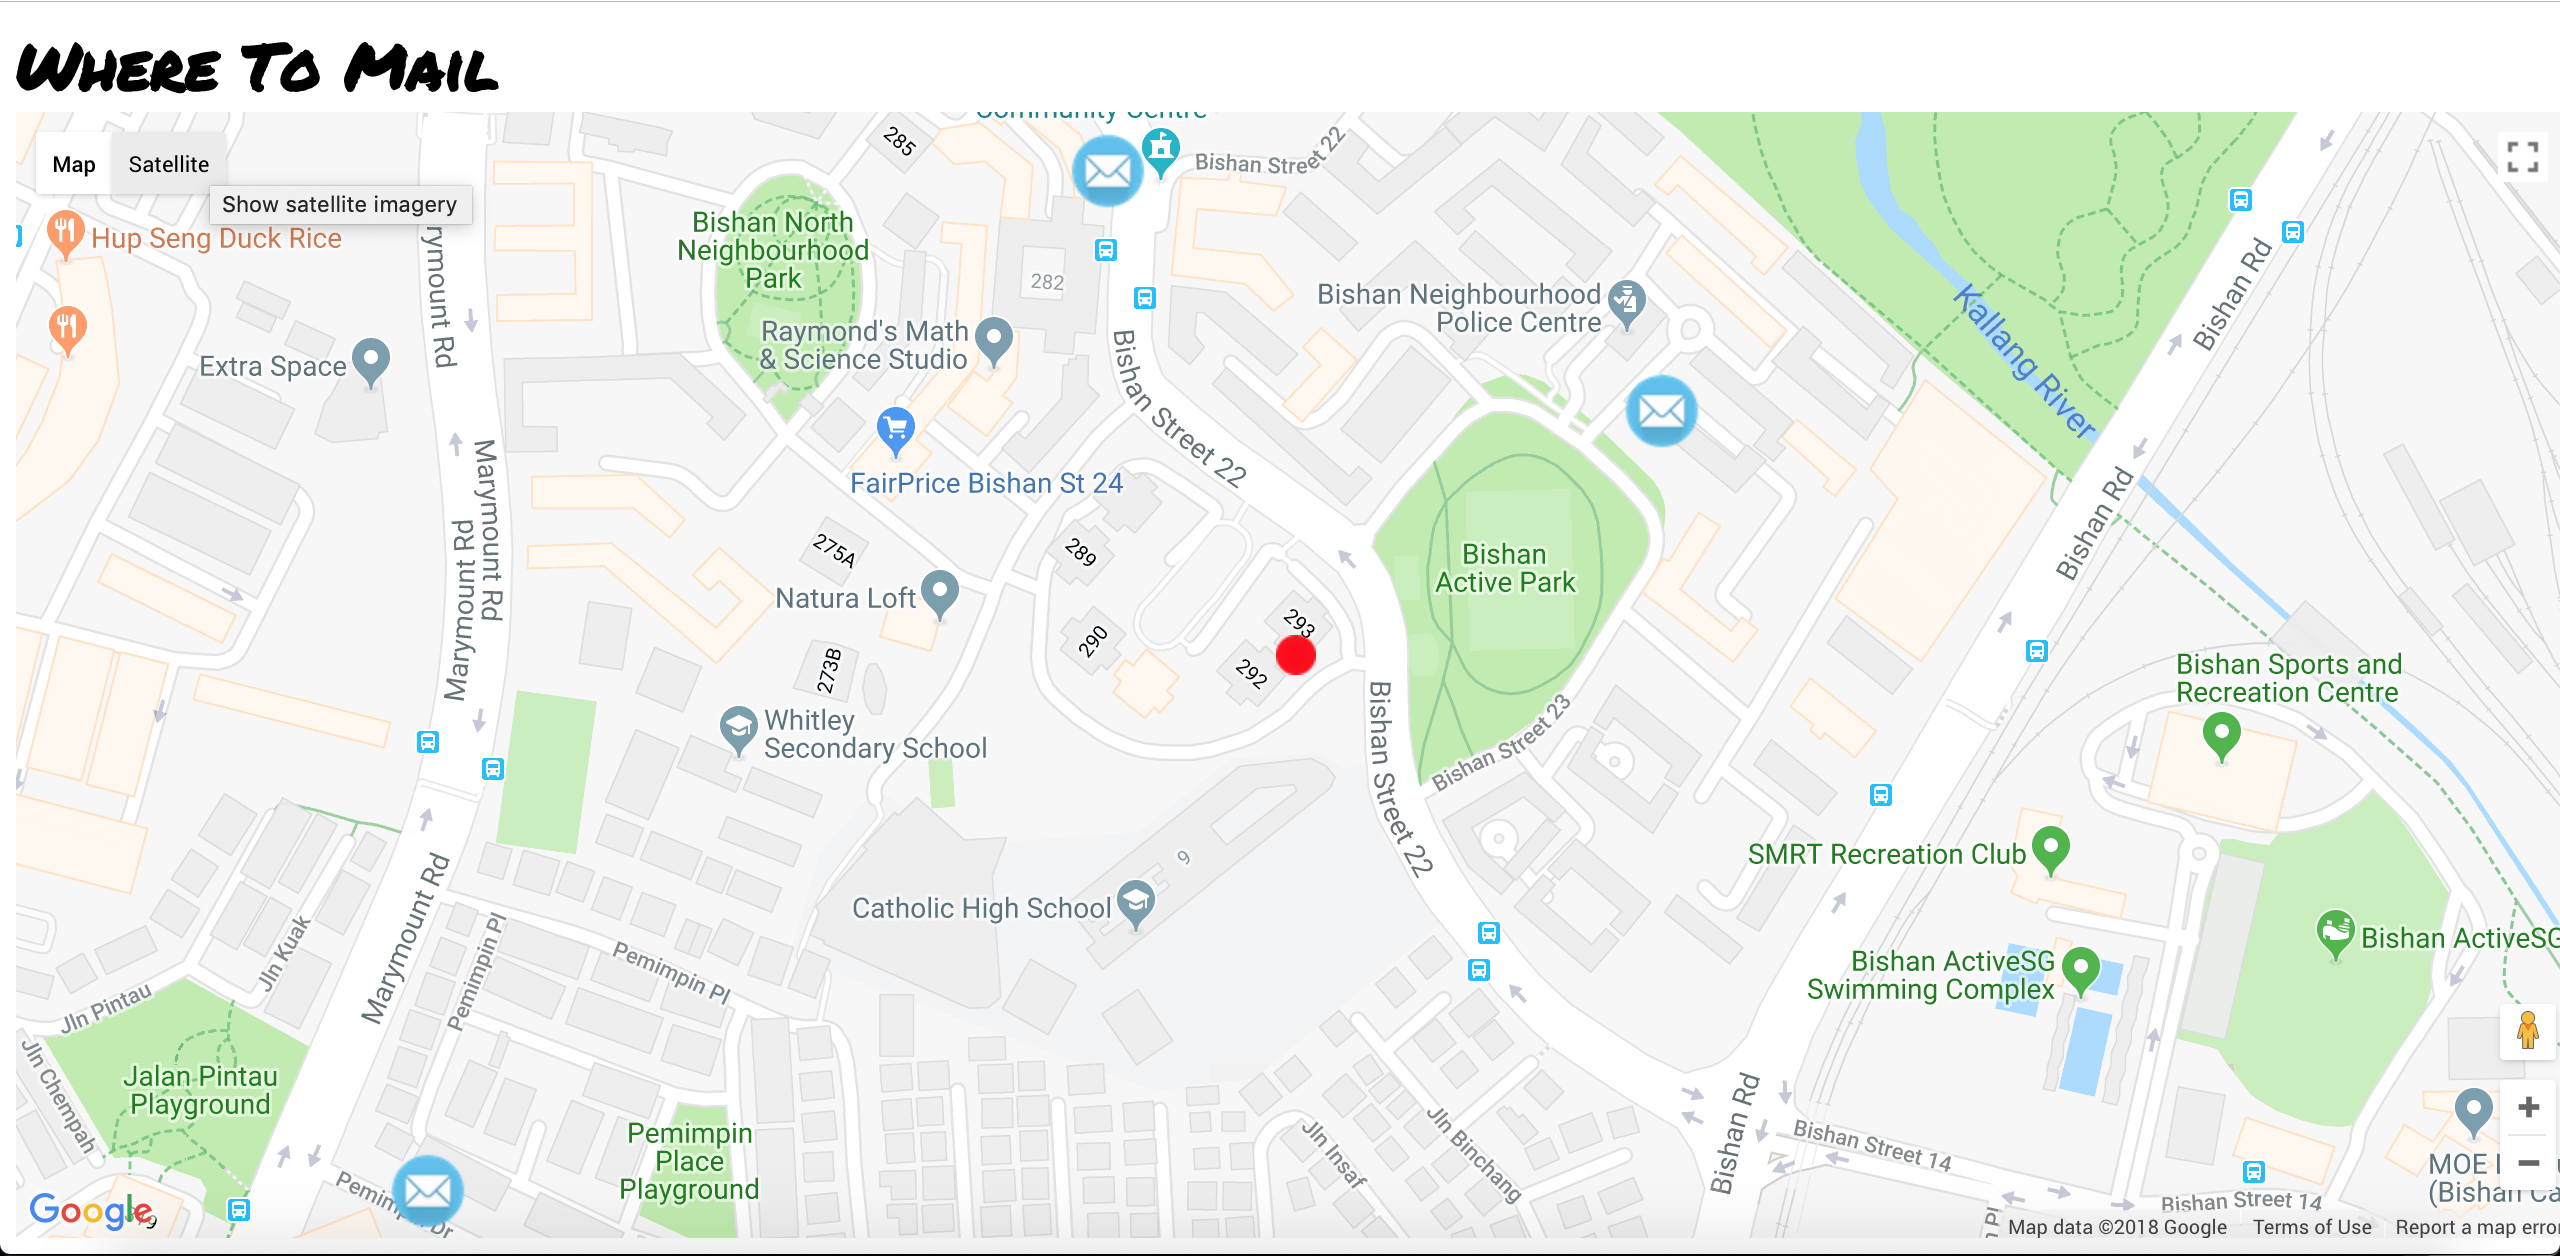 Where To Mail
Map
Satellite
Show satellite imagery
Community Centre
Bishan Street 22
285
Bishan North
Neighbourhood
Park
Hup Seng Duck Rice
rymount Rd
Extra Space
Raymond's Math
& Science Studio
282
Bishan Neighbourhood
Police Centre
Kallang River
Bishan Rd
Bishan Street 22
FairPrice Bishan St 24
Marymount Rd
Marymount Rd
Bishan Rd
Bishan
Active Park
275A
289
Natura Loft
290
293
292
273B
Whitley
Secondary School
Bishan Street 22
Bishan Street 23
Bishan Sports and
Recreation Centre
SMRT Recreation Club
9
Catholic High School
Marymount Rd
Pemimpin Pl
Pemimpin Pl
Jln Kuak
Jln Pintau
Jln Chempah
Bishan ActiveSG
Bishan ActiveSG
Swimming Complex
Jalan Pintau
Playground
Pemimpin
Place
Playground
Jln Insaf
Jln Binchang
Bishan Rd
Bishan Street 14
Bishan Street 14
MOE
(Bishan Ca
Google
Map data ©2018 Google
Terms of Use
Report a map error